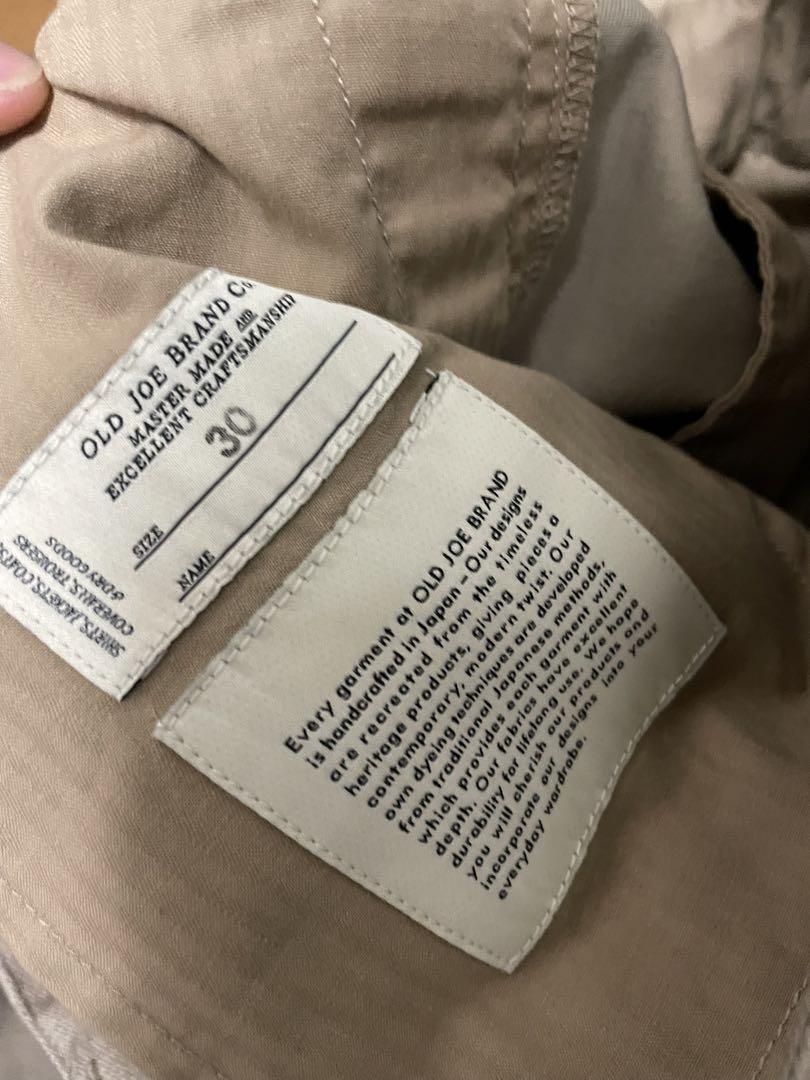 OLD JOE BRAND Co.
MASTER MADE AND
EXCELLENT CRAFTSMANSHIP
30
SIZE
NAME
SHIRTS, JACKETS, COATS,
COVERALLS, TROUSERS
& DRY GOODS
Every garment at OLD JOE BRAND
is handcrafted in Japan – Our designs
are recreated from the timeless
heritage products, giving pieces a
contemporary, modern twist. Our
own dyeing techniques are developed
from traditional Japanese methods,
which provides each garment with
depth. Our fabrics have excellent
durability for lifelong use. We hope
you will cherish our products and
incorporate our designs into your
everyday wardrobe.